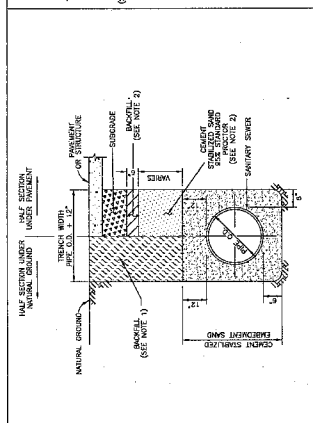 HALF SECTION UNDER
NATURAL GROUND
HALF SECTION
UNDER PAVEMENT
TRENCH WIDTH
PIPE O.D. + 12"
PAVEMENT
OR STRUCTURE
NATURAL GROUND
SUBGRADE
BACKFILL
(SEE NOTE 2)
6"
VARIES
CEMENT
STABILIZED SAND
95% STANDARD
PROCTOR
(SEE NOTE 2)
SANITARY SEWER
BACKFILL
(SEE NOTE 1)
12"
PIPE O.D.
6"
6"
CEMENT STABILIZED
EMBEDMENT SAND